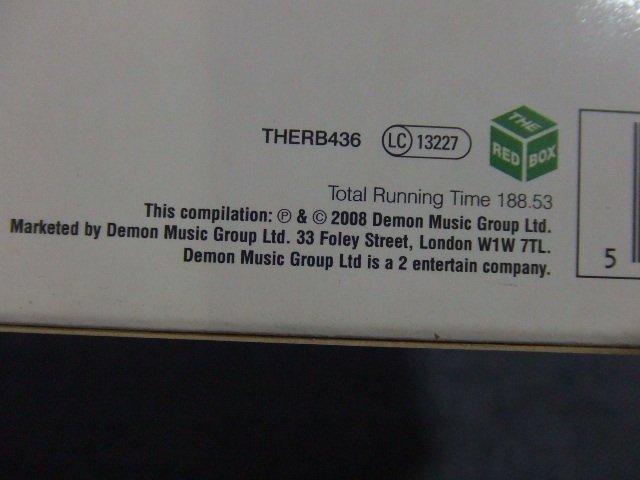 THERB436 LC 13227 THE RED BOX
Total Running Time 188.53
This compilation: ℗ & © 2008 Demon Music Group Ltd.
Marketed by Demon Music Group Ltd. 33 Foley Street, London W1W 7TL.
Demon Music Group Ltd is a 2 entertain company.
5